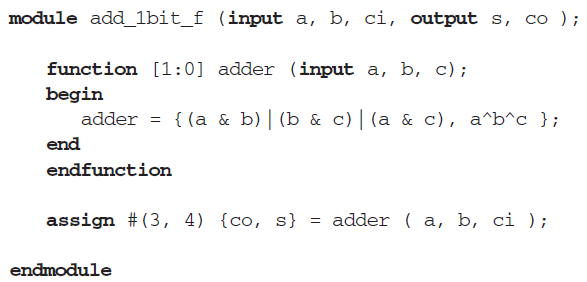 module add_1bit_f (input a, b, ci, output s, co );
function [1:0] adder (input a, b, c);
begin
adder = {(a & b)|(b & c)|(a & c), a^b^c };
end
endfunction
assign #(3, 4) {co, s} = adder ( a, b, ci );
endmodule